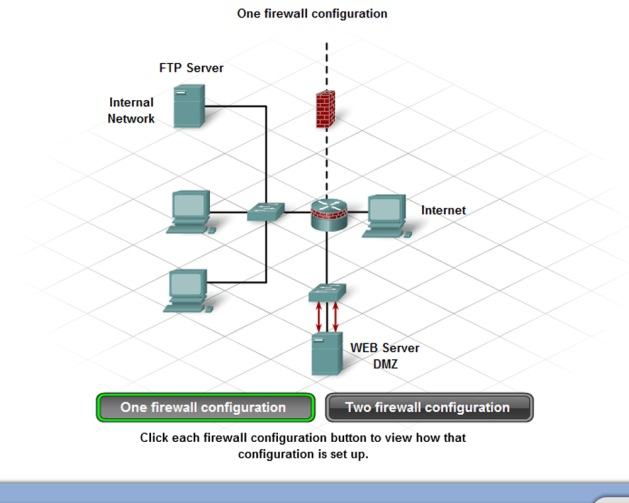 One firewall configuration
FTP Server
Internal
Network
Internet
WEB Server
DMZ
One firewall configuration
Two firewall configuration
Click each firewall configuration button to view how that
configuration is set up.